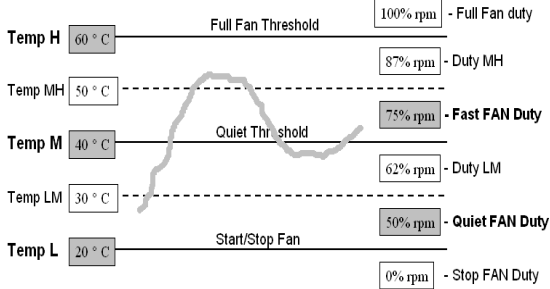 100% rpm - Full Fan duty
Full Fan Threshold
Temp H 60 ° C
87% rpm - Duty MH
Temp MH 50 ° C
75% rpm - Fast FAN Duty
Quiet Threshold
Temp M 40 ° C
62% rpm - Duty LM
Temp LM 30 ° C
50% rpm - Quiet FAN Duty
Start/Stop Fan
Temp L 20 ° C
0% rpm - Stop FAN Duty